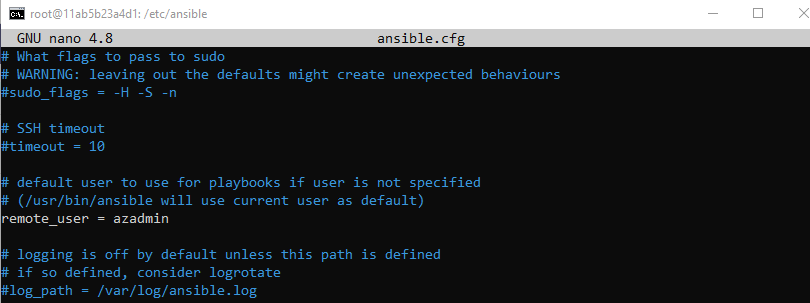 root@11ab5b23a4d1: /etc/ansible
GNU nano 4.8 ansible.cfg
# What flags to pass to sudo
# WARNING: leaving out the defaults might create unexpected behaviours
#sudo_flags = -H -S -n
# SSH timeout
#timeout = 10
# default user to use for playbooks if user is not specified
# (/usr/bin/ansible will use current user as default)
remote_user = azadmin
# logging is off by default unless this path is defined
# if so defined, consider logrotate
#log_path = /var/log/ansible.log